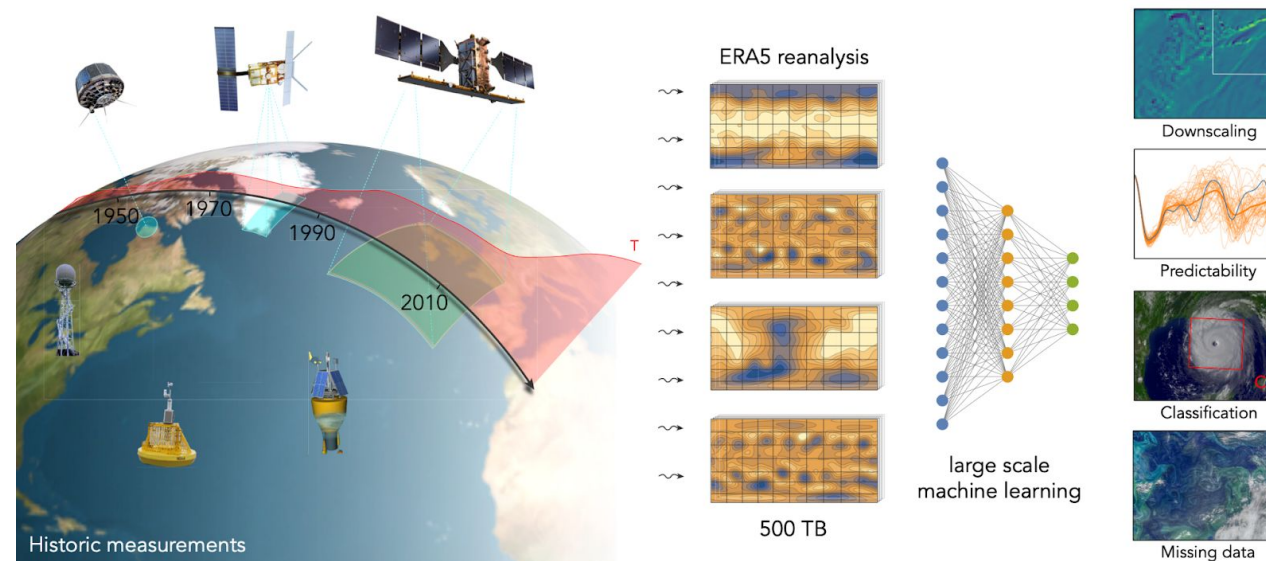 1950
1970
1990
2010
T
Historic measurements
ERA5 reanalysis
500 TB
large scale
machine learning
Downscaling
Predictability
Classification
Missing data